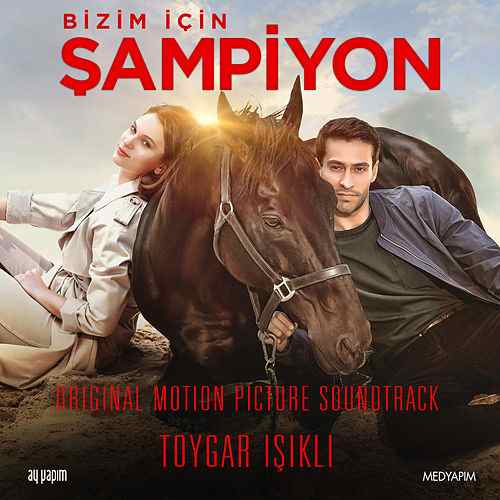 BİZİM İÇİN
ŞAMPİYON
ORIGINAL MOTION PICTURE SOUNDTRACK
TOYGAR IŞIKLI
ay yapım
MEDYAPIM